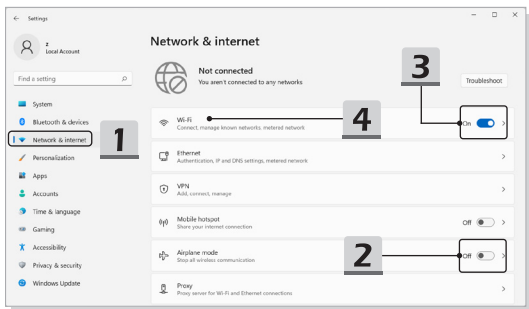 Settings
z
Local Account
Find a setting
System
Bluetooth & devices
Network & internet
Personalization
Apps
Accounts
Time & language
Gaming
Accessibility
Privacy & security
Windows Update
1
Network & internet
Not connected
You aren't connected to any networks
3
Troubleshoot
Wi-Fi
Connect, manage known networks, metered network
4
On
Ethernet
Authentication, IP and DNS settings, metered network
VPN
Add, connect, manage
Mobile hotspot
Share your internet connection
Off
Airplane mode
Stop all wireless communication
2
Off
Proxy
Proxy server for Wi-Fi and Ethernet connections